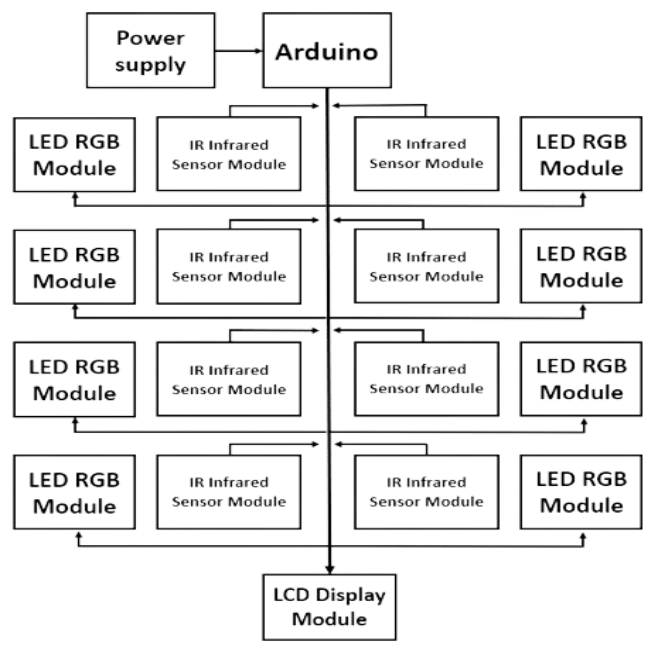 Power
supply
Arduino
LED RGB
Module
IR Infrared
Sensor Module
IR Infrared
Sensor Module
LED RGB
Module
LED RGB
Module
IR Infrared
Sensor Module
IR Infrared
Sensor Module
LED RGB
Module
LED RGB
Module
IR Infrared
Sensor Module
IR Infrared
Sensor Module
LED RGB
Module
LED RGB
Module
IR Infrared
Sensor Module
IR Infrared
Sensor Module
LED RGB
Module
LCD Display
Module